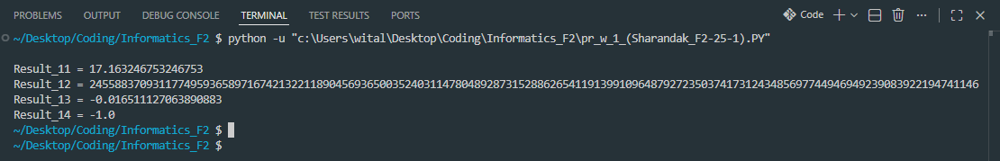 PROBLEMS OUTPUT DEBUG CONSOLE TERMINAL TEST RESULTS PORTS Code
~/Desktop/Coding/Informatics_F2 $ python -u "c:\Users\wital\Desktop\Coding\Informatics_F2\pr_w_1_(Sharandak_F2-25-1).PY"
Result_11 = 17.163246753246753
Result_12 = 245588370931177495936589716742132211890456936500352403114780489287315288626541191399109648792723503741731243485697744946949239083922194741146
Result_13 = -0.016511127063890883
Result_14 = -1.0
~/Desktop/Coding/Informatics_F2 $
~/Desktop/Coding/Informatics_F2 $